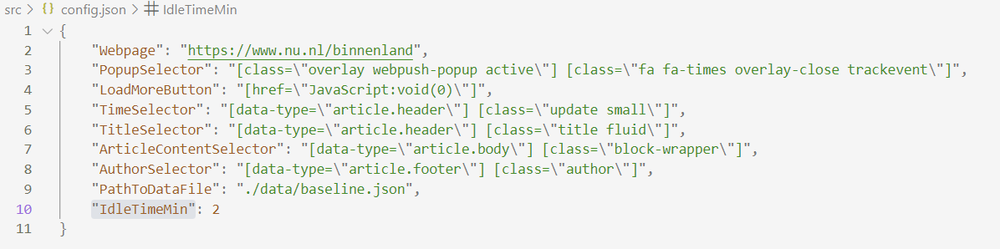 src > {} config.json > # IdleTimeMin
1 {
2 "Webpage": "https://www.nu.nl/binnenland",
3 "PopupSelector": "[class=\"overlay webpush-popup active\"] [class=\"fa fa-times overlay-close trackevent\"]",
4 "LoadMoreButton": "[href=\"JavaScript:void(0)\"]",
5 "TimeSelector": "[data-type=\"article.header\"] [class=\"update small\"]",
6 "TitleSelector": "[data-type=\"article.header\"] [class=\"title fluid\"]",
7 "ArticleContentSelector": "[data-type=\"article.body\"] [class=\"block-wrapper\"]",
8 "AuthorSelector": "[data-type=\"article.footer\"] [class=\"author\"]",
9 "PathToDataFile": "./data/baseline.json",
10 "IdleTimeMin": 2
11 }